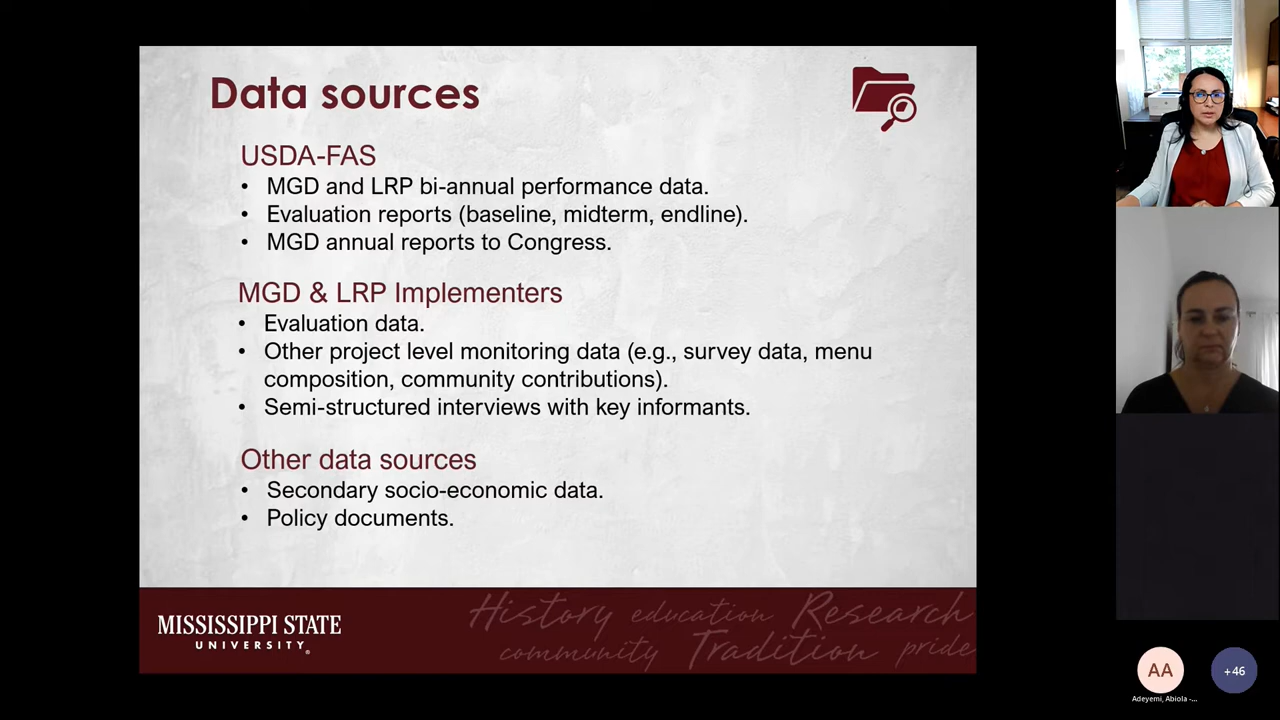 Data sources
USDA-FAS
• MGD and LRP bi-annual performance data.
• Evaluation reports (baseline, midterm, endline).
• MGD annual reports to Congress.
MGD & LRP Implementers
• Evaluation data.
• Other project level monitoring data (e.g., survey data, menu
composition, community contributions).
• Semi-structured interviews with key informants.
Other data sources
• Secondary socio-economic data.
• Policy documents.
MISSISSIPPI STATE
UNIVERSITY®
History education Research
community Tradition pride
AA
+46
Adeyemi, Abiola -...